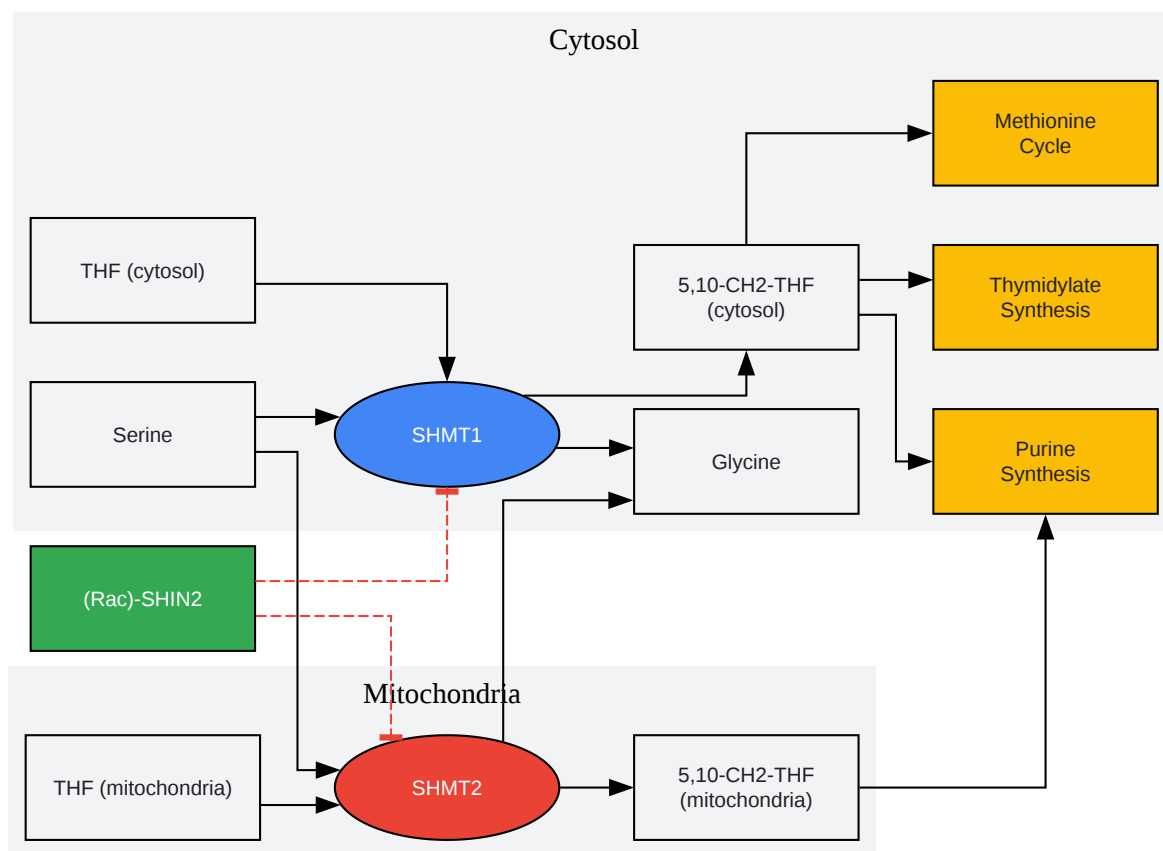 Cytosol
Methionine
Cycle
THF (cytosol)
5,10-CH2-THF
(cytosol)
Thymidylate
Synthesis
Serine
SHMT1
Glycine
Purine
Synthesis
(Rac)-SHIN2
Mitochondria
THF (mitochondria)
SHMT2
5,10-CH2-THF
(mitochondria)